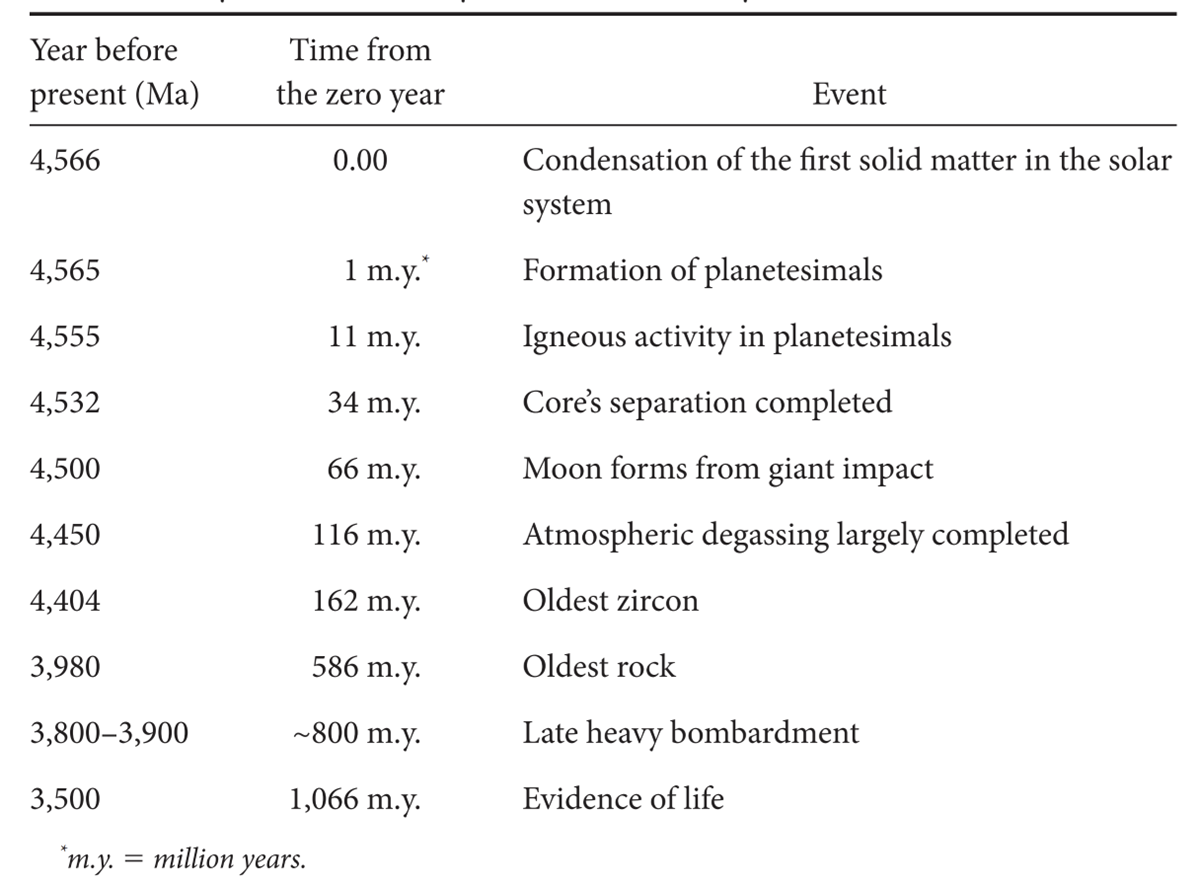 Year before Time from
present (Ma) the zero year Event
4,566 0.00 Condensation of the first solid matter in the solar
system
4,565 1 m.y.* Formation of planetesimals
4,555 11 m.y. Igneous activity in planetesimals
4,532 34 m.y. Core’s separation completed
4,500 66 m.y. Moon forms from giant impact
4,450 116 m.y. Atmospheric degassing largely completed
4,404 162 m.y. Oldest zircon
3,980 586 m.y. Oldest rock
3,800–3,900 ~800 m.y. Late heavy bombardment
3,500 1,066 m.y. Evidence of life
*m.y. = million years.